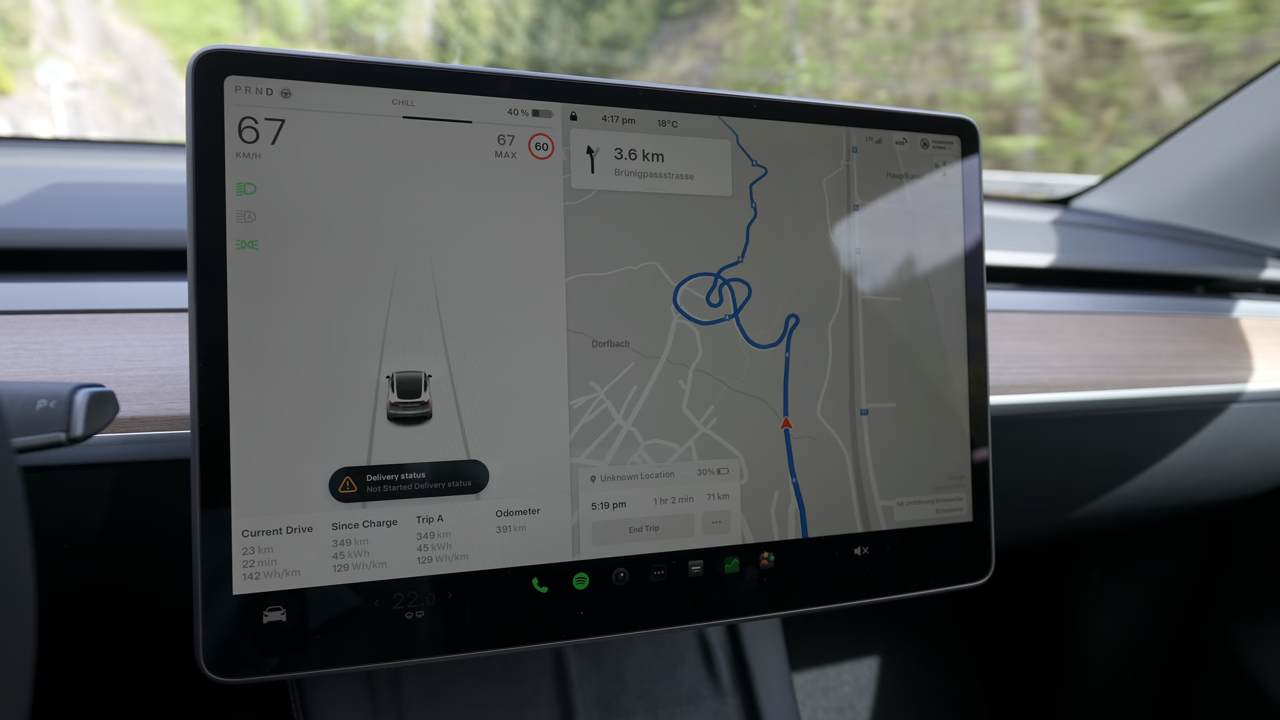 PRND
CHILL
40 %
67
KM/H
67
MAX
60
Delivery status
Not Started Delivery status
Current Drive
23 km
22 min
142 Wh/km
Since Charge
349 km
45 kWh
129 Wh/km
Trip A
349 km
45 kWh
129 Wh/km
Odometer
391 km
4:17 pm
18°C
LTE
3.6 km
Brünigpassstrasse
Dorfbach
Unknown Location
30%
5:19 pm
1 hr 2 min
71 km
End Trip
22.0